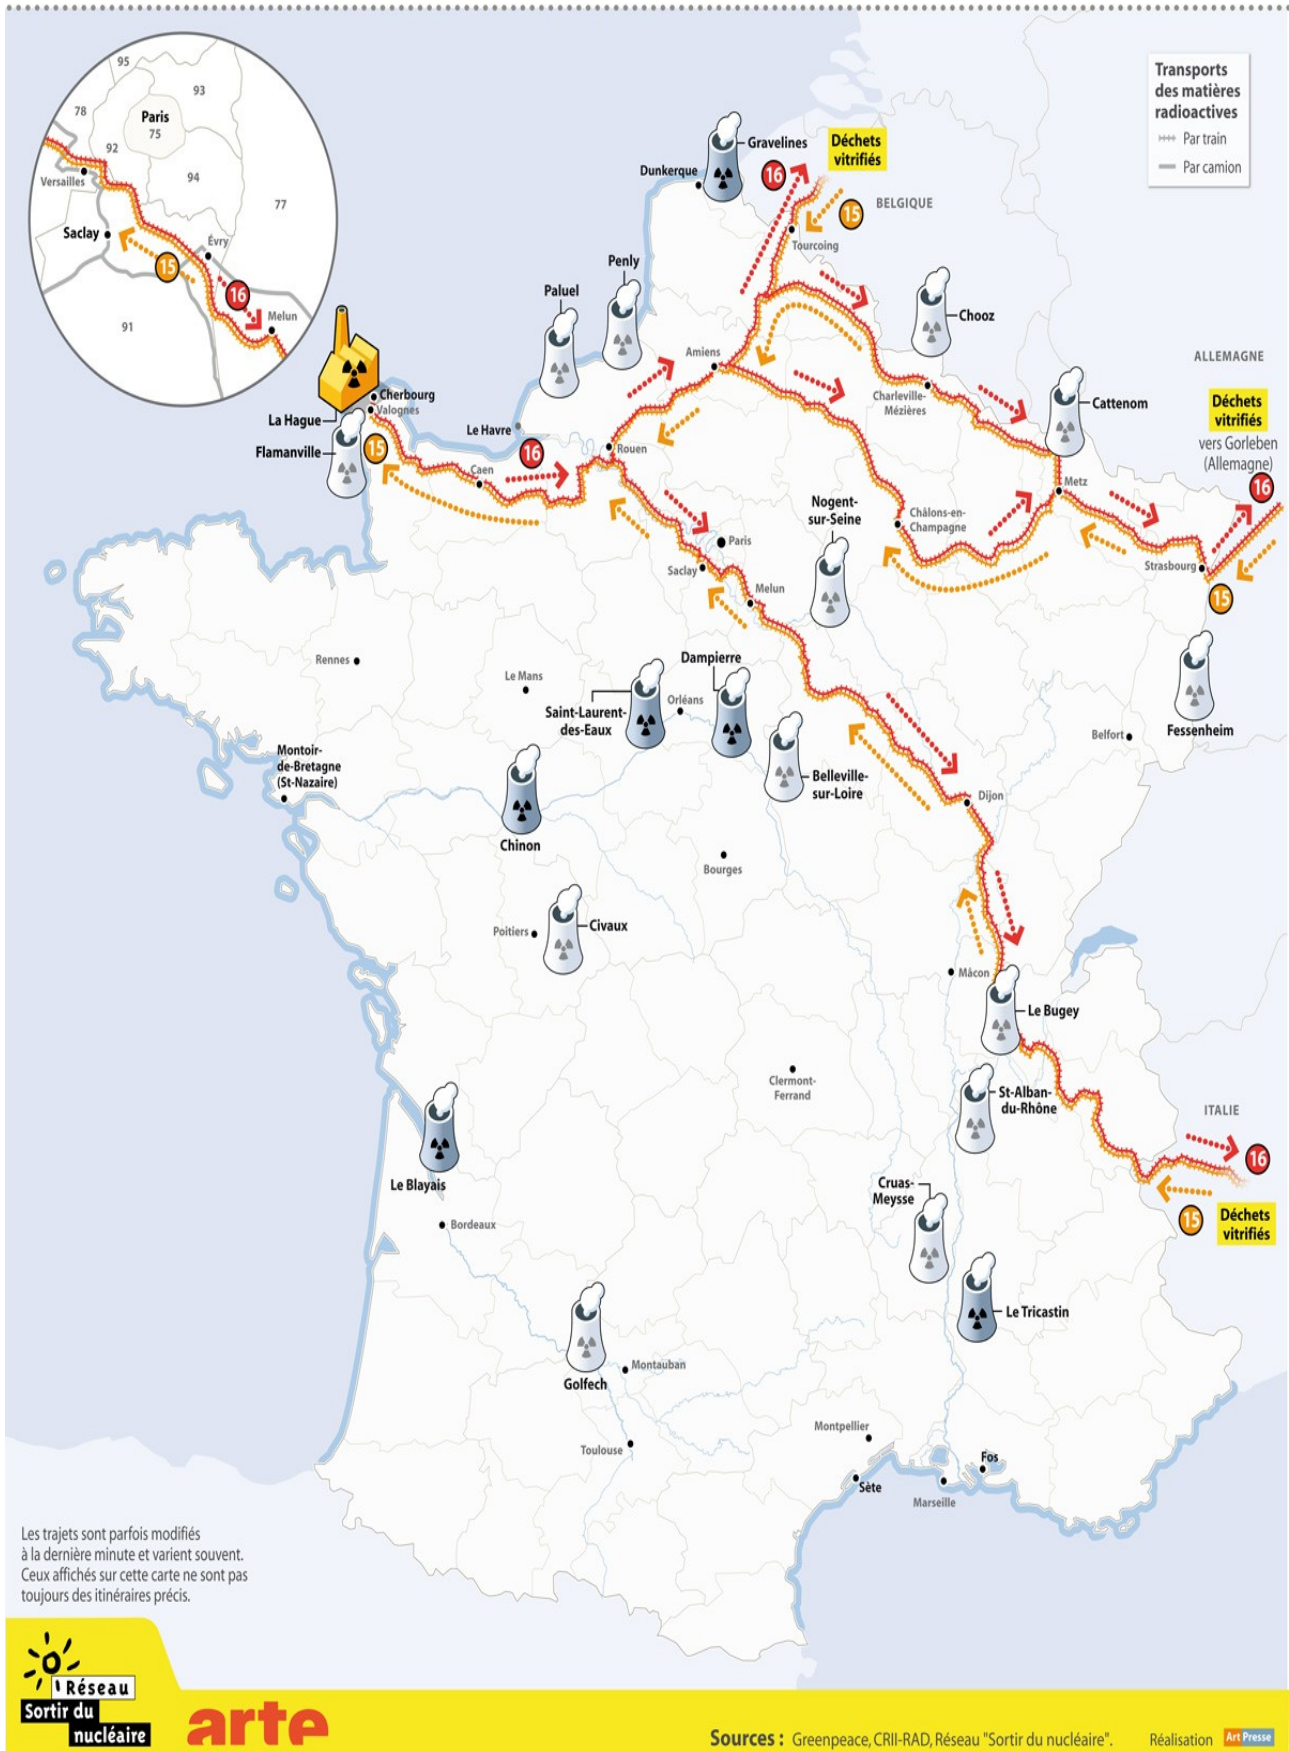 95
93
78
Paris
75
92
94
Versailles
77
Saclay
Évry
15
16
Melun
91
Transports
des matières
radioactives
Par train
Par camion
Gravelines
Déchets
vitrifiés
Dunkerque
16
15
BELGIQUE
Tourcoing
Penly
Paluel
Chooz
Amiens
ALLEMAGNE
Charleville-
Mézières
Cattenom
Déchets
vitrifiés
vers Gorleben
(Allemagne)
16
Cherbourg
Valognes
La Hague
Flamanville
15
Le Havre
16
Rouen
Caen
Metz
Nogent-
sur-Seine
Châlons-en-
Champagne
Paris
Saclay
Melun
Strasbourg
15
Rennes
Le Mans
Dampierre
Saint-Laurent-
des-Eaux
Orléans
Fessenheim
Belfort
Montoir-
de-Bretagne
(St-Nazaire)
Belleville-
sur-Loire
Dijon
Chinon
Bourges
Poitiers
Civaux
Mâcon
Le Bugey
Clermont-
Ferrand
St-Alban-
du-Rhône
ITALIE
16
Le Blayais
Cruas-
Meysse
15
Déchets
vitrifiés
Bordeaux
Le Tricastin
Golfech
Montauban
Montpellier
Toulouse
Fos
Sète
Marseille
Les trajets sont parfois modifiés
à la dernière minute et varient souvent.
Ceux affichés sur cette carte ne sont pas
toujours des itinéraires précis.
Réseau
Sortir du
nucléaire
arte
Sources : Greenpeace, CRII-RAD, Réseau "Sortir du nucléaire".
Réalisation Art Presse